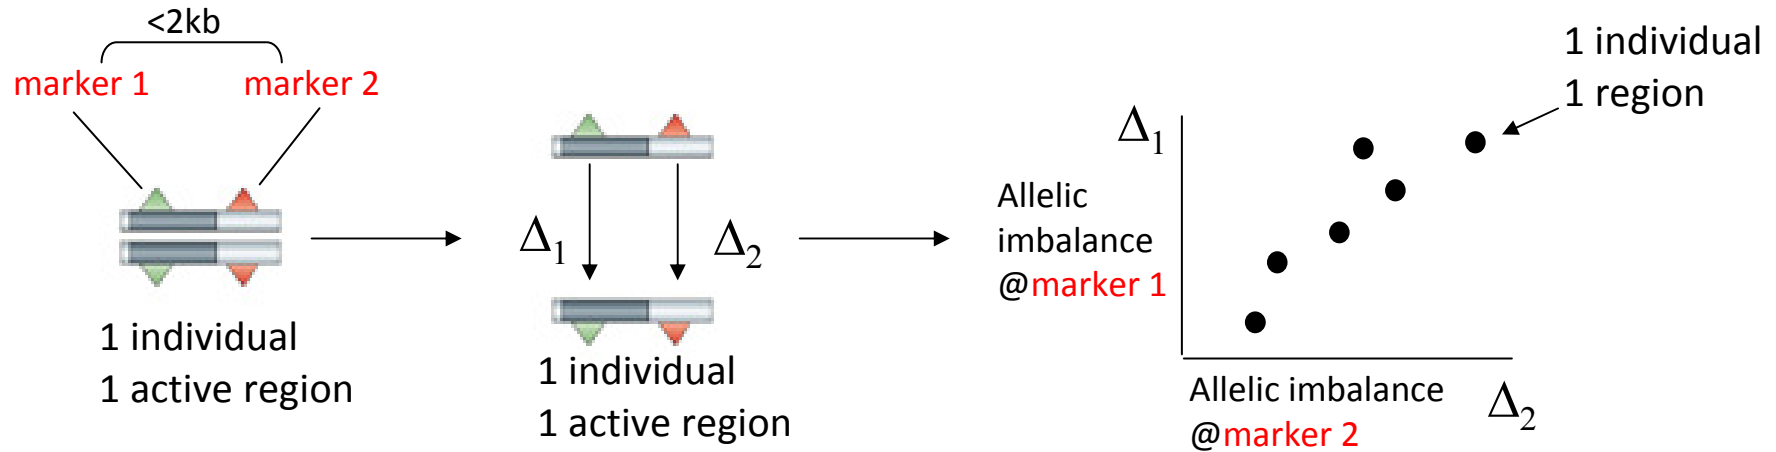 <2kb
marker 1
marker 2
1 individual
1 active region
Δ1
Δ2
1 individual
1 active region
Δ1
Allelic
imbalance
@marker 1
1 individual
1 region
Allelic imbalance
@marker 2
Δ2